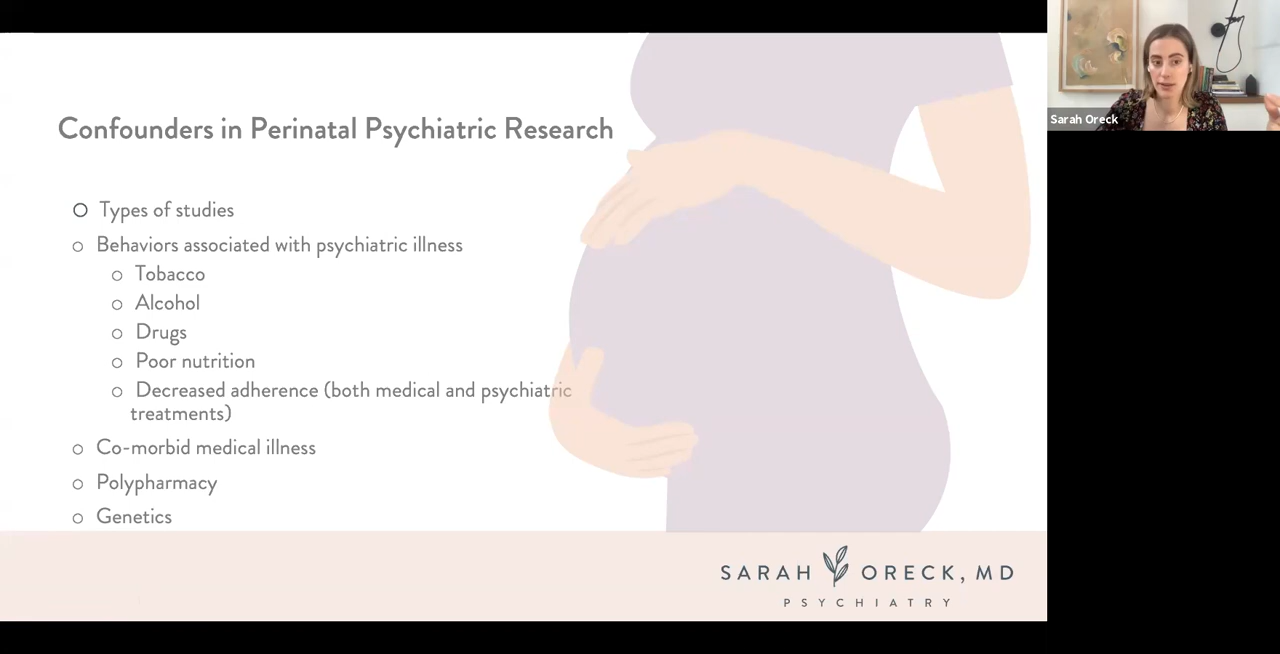 Confounders in Perinatal Psychiatric Research
Types of studies
Behaviors associated with psychiatric illness
Tobacco
Alcohol
Drugs
Poor nutrition
Decreased adherence (both medical and psychiatric
treatments)
Co-morbid medical illness
Polypharmacy
Genetics
SARAH ORECK, MD
PSYCHIATRY
Sarah Oreck